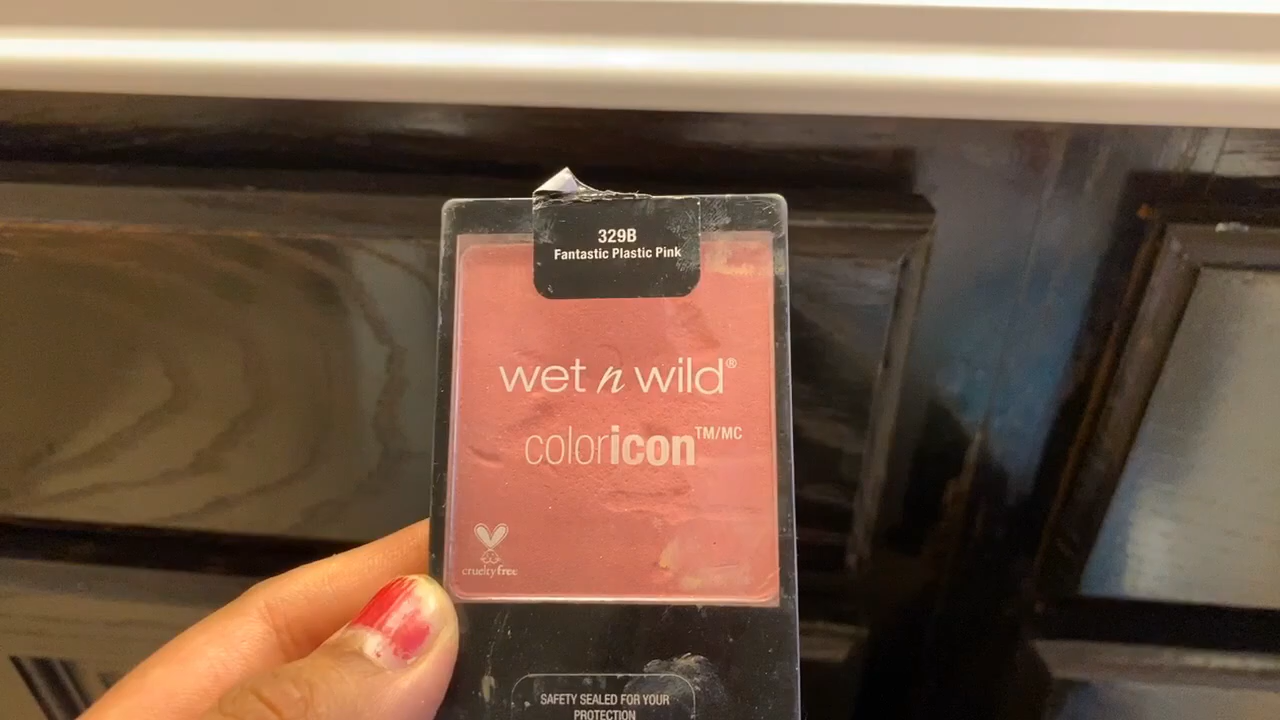 329B
Fantastic Plastic Pink
wet n wild®
coloricon™/MC
crueltyfree
SAFETY SEALED FOR YOUR
PROTECTION